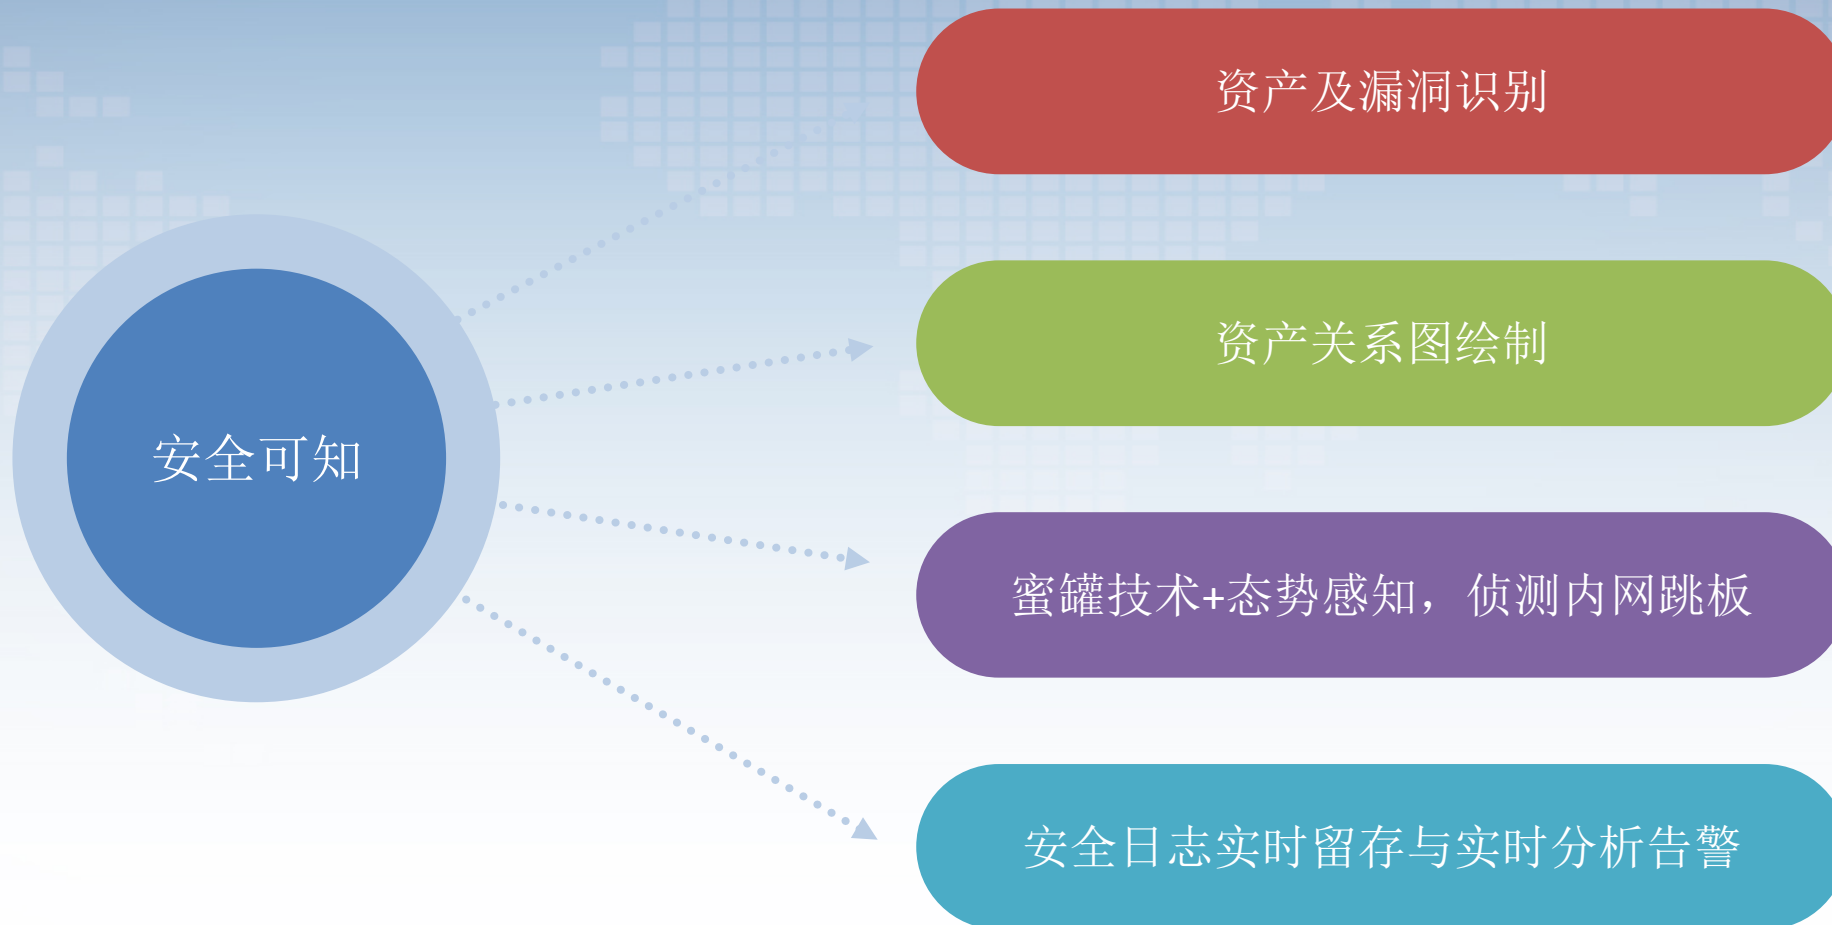 资产及漏洞识别
资产关系图绘制
安全可知
蜜罐技术+态势感知，侦测内网跳板
安全日志实时留存与实时分析告警